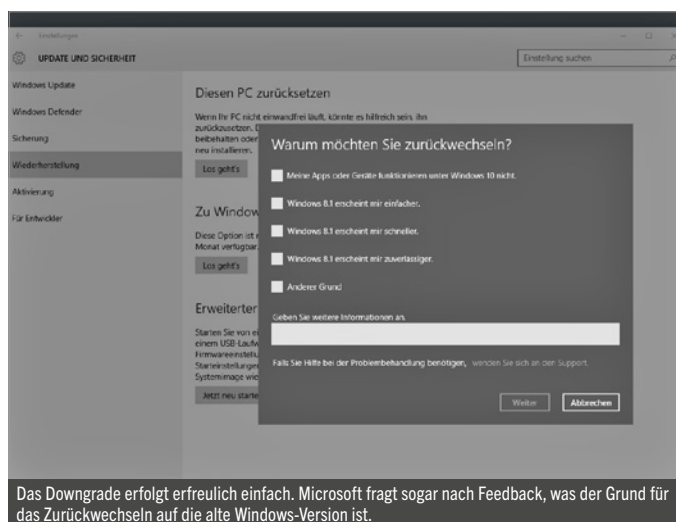 Einstellungen
UPDATE UND SICHERHEIT
Einstellung suchen
Windows Update
Windows Defender
Sicherung
Wiederherstellung
Aktivierung
Für Entwickler
Diesen PC zurücksetzen
Wenn Ihr PC nicht einwandfrei läuft, könnte es hilfreich sein, ihn
zurückzusetzen.
beibehalten oder
neu installieren.
Los geht's
Zu Window
Diese Option ist
Monat verfügbar.
Los geht's
Erweiterter
Starten Sie von
einem USB-Laufw
Firmwareeinstellu
Starteinstellungen
Systemimage wie
Jetzt neu starte
Warum möchten Sie zurückwechseln?
Meine Apps oder Geräte funktionieren unter Windows 10 nicht.
Windows 8.1 erscheint mir einfacher.
Windows 8.1 erscheint mir schneller.
Windows 8.1 erscheint mir zuverlässiger.
Anderer Grund
Geben Sie weitere Informationen an.
Falls Sie Hilfe bei der Problembehandlung benötigen, wenden Sie sich an den Support.
Weiter
Abbrechen
Das Downgrade erfolgt erfreulich einfach. Microsoft fragt sogar nach Feedback, was der Grund für
das Zurückwechseln auf die alte Windows-Version ist.